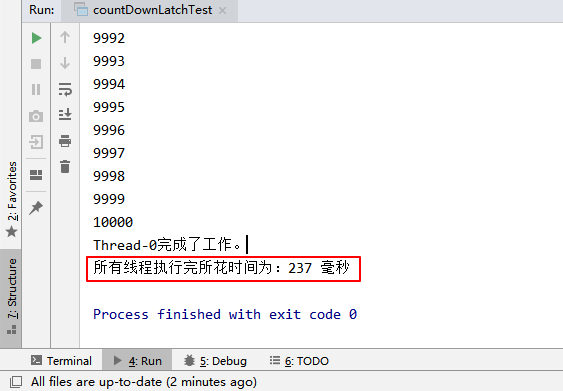 Run: countDownLatchTest ×
9992
9993
9994
9995
9996
9997
9998
9999
10000
Thread-0完成了工作。
所有线程执行完所花时间为：237 毫秒
Process finished with exit code 0
2: Favorites
7: Structure
Terminal 4: Run 5: Debug 6: TODO
All files are up-to-date (2 minutes ago)